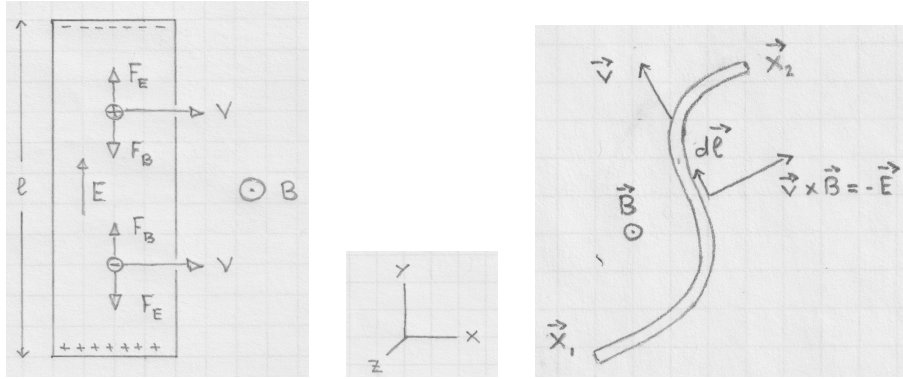 - - - - - - -
F_E
⊕ V
F_B
ℓ
E
⊙ B
F_B
⊖ V
F_E
+ + + + + + +
Y
X
Z
V⃗
X⃗₂
dℓ⃗
V⃗ × B⃗ = -E⃗
B⃗
⊙
X⃗₁